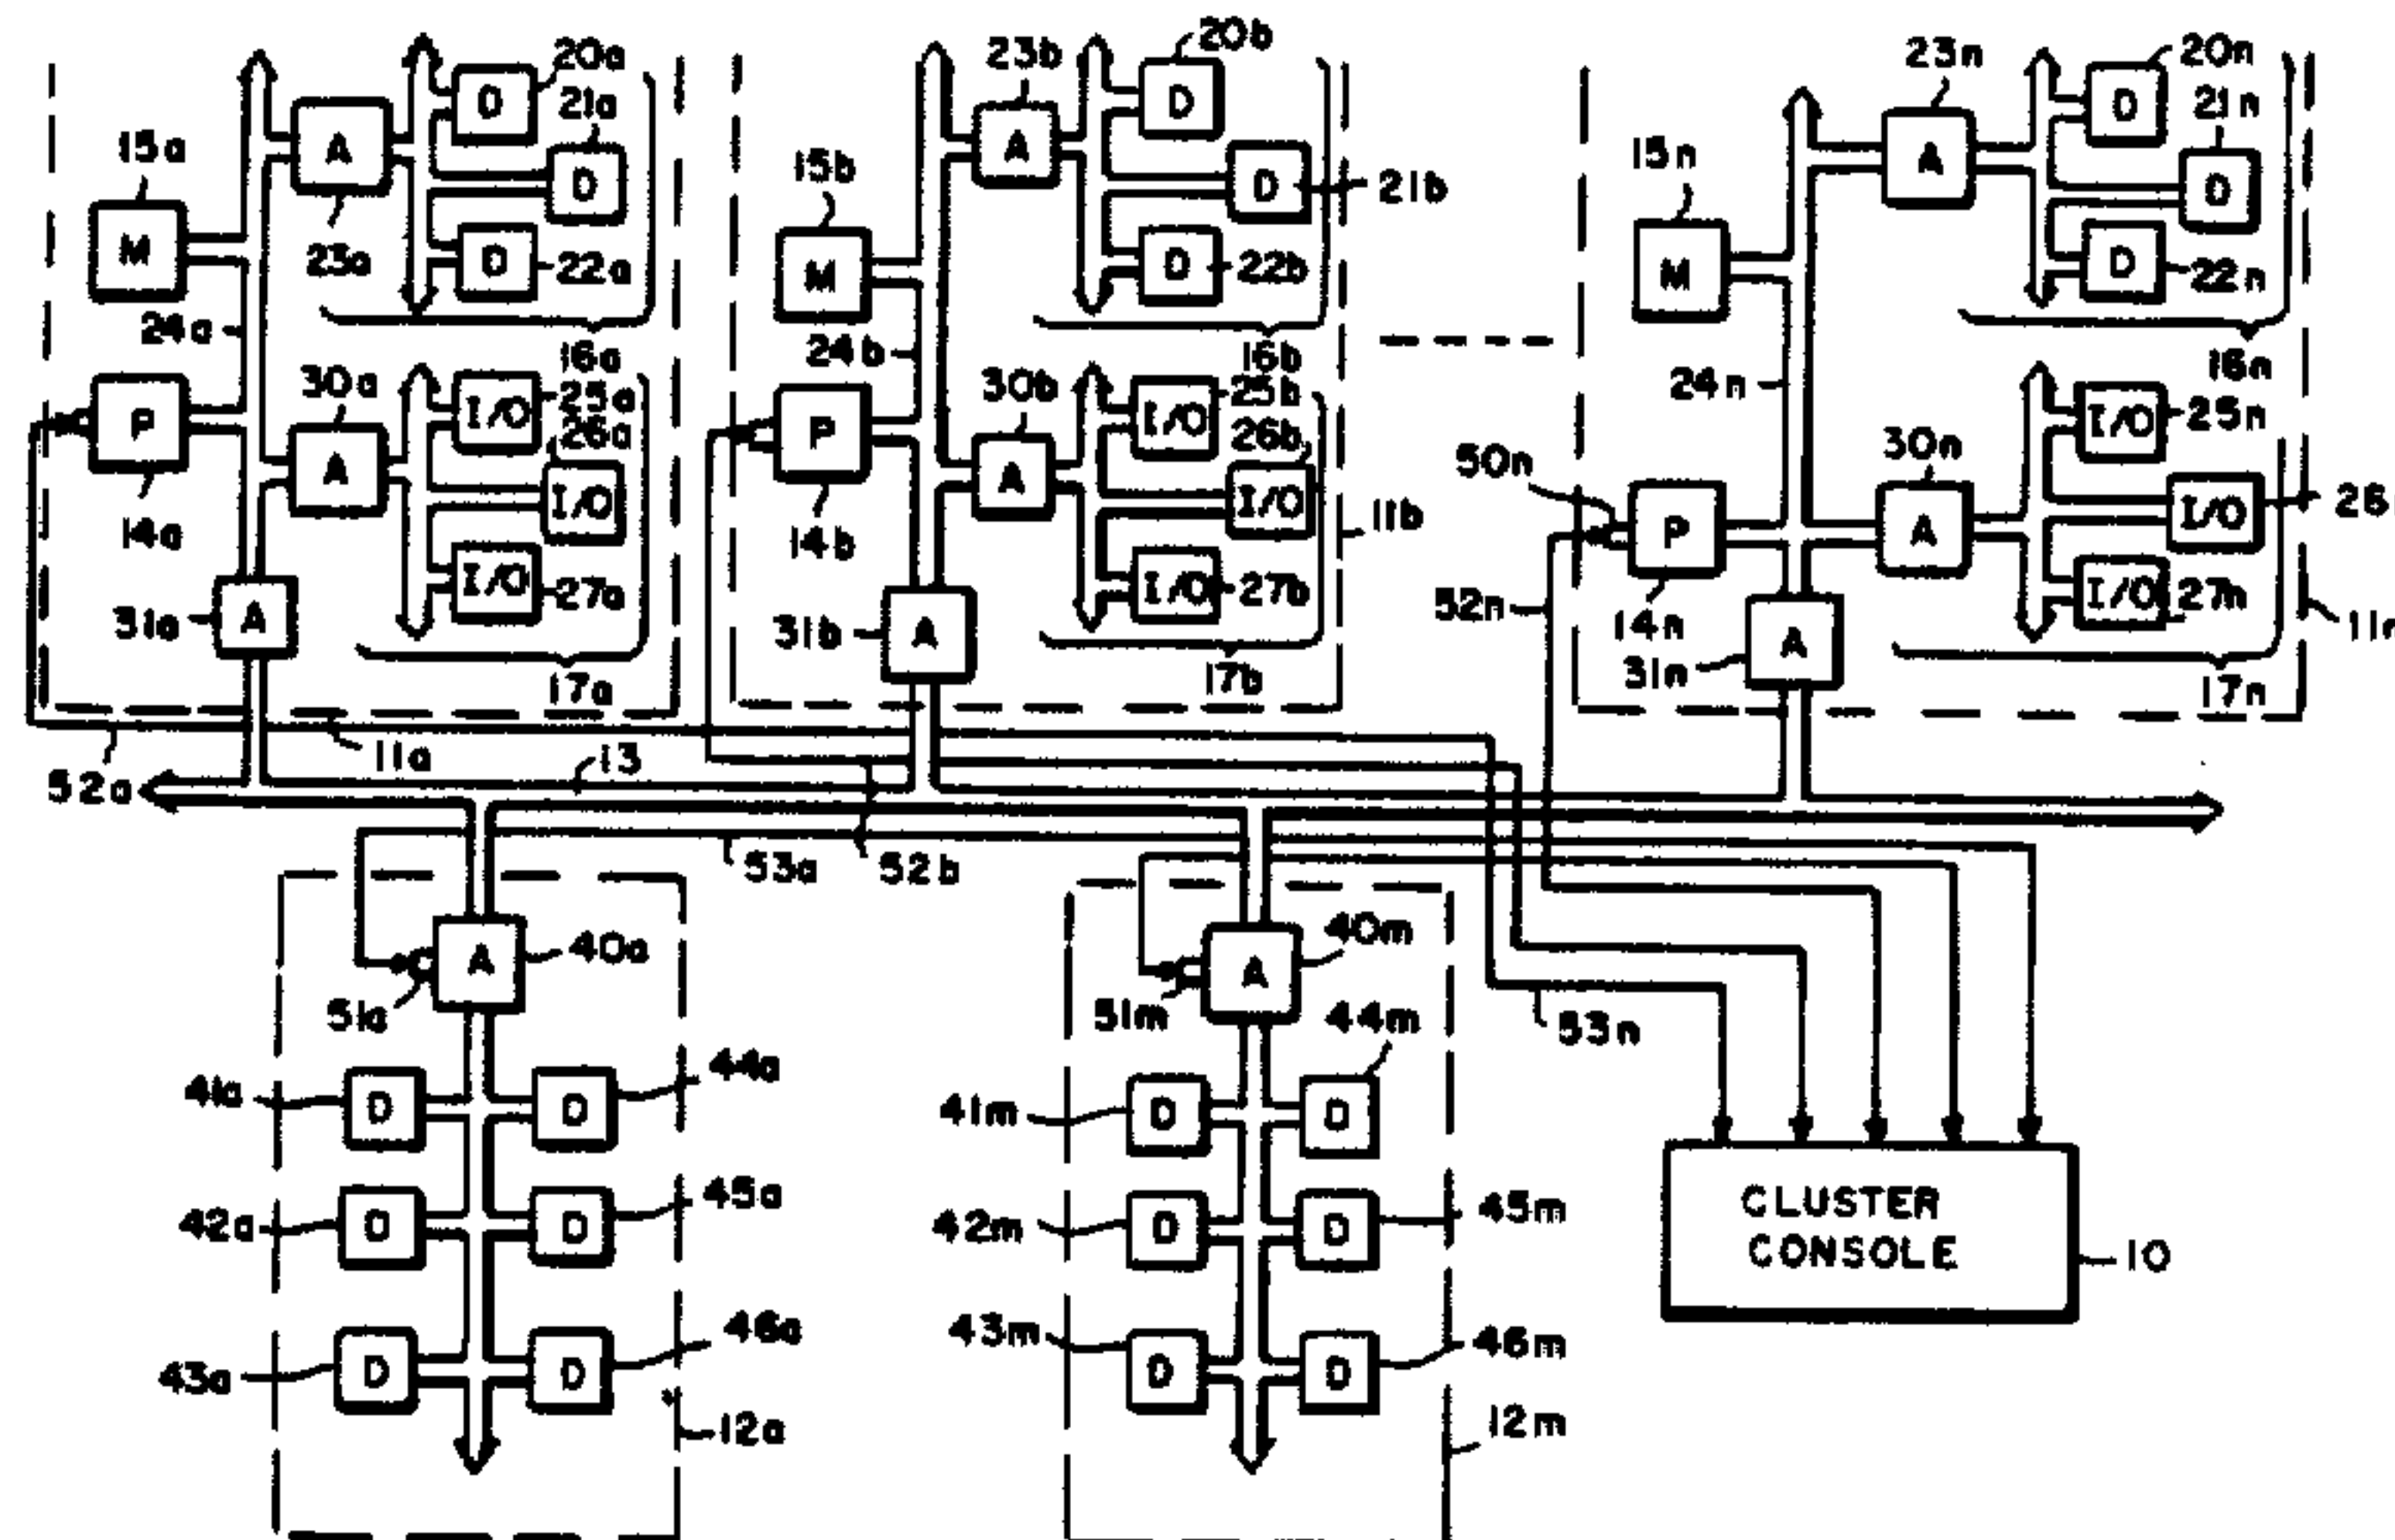 20a
23b
20b
23n
20n
D
21a
D
D
21n
15a
A
15b
A
15n
A
M
D
M
D
21b
M
D
23a
D
22a
D
22b
D
22n
24a
16a
24b
16b
16n
30a
25a
30b
25b
24n
P
I/O
26a
P
I/O
26b
I/O
25n
A
A
50n
30n
I/O
I/O
11b
P
A
I/O
14a
14b
52n
I/O
27a
I/O
27b
I/O
27n
31a
A
31b
A
14n
A
31n
17a
17b
17n
11a
13
52a
53a
52b
A
40a
A
40m
51a
51m
44m
53n
44a
41a
D
D
41m
D
D
45a
42a
D
D
42m
D
D
45m
CLUSTER
CONSOLE
10
43a
D
D
46a
43m
D
D
46m
12a
12m